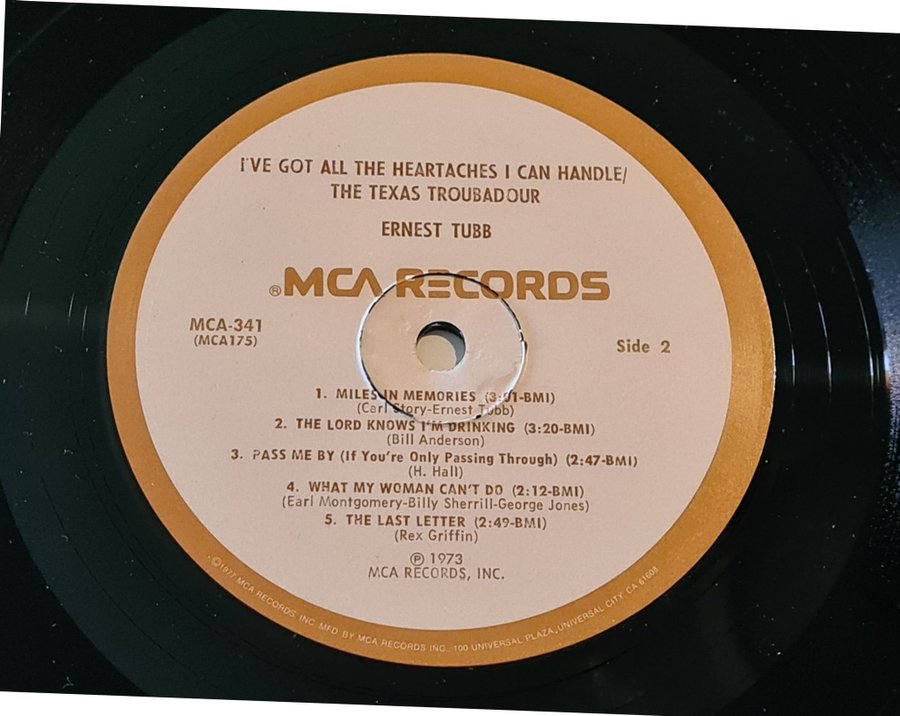 I'VE GOT ALL THE HEARTACHES I CAN HANDLE/
THE TEXAS TROUBADOUR
ERNEST TUBB
®MCA RECORDS
MCA-341
(MCA175)
Side 2
1. MILES IN MEMORIES (3:01-BMI)
(Carl Story-Ernest Tubb)
2. THE LORD KNOWS I'M DRINKING (3:20-BMI)
(Bill Anderson)
3. PASS ME BY (If You're Only Passing Through) (2:47-BMI)
(H. Hall)
4. WHAT MY WOMAN CAN'T DO (2:12-BMI)
(Earl Montgomery-Billy Sherrill-George Jones)
5. THE LAST LETTER (2:49-BMI)
(Rex Griffin)
℗ 1973
MCA RECORDS, INC.
©1977 MCA RECORDS, INC. MFD BY MCA RECORDS INC., 100 UNIVERSAL PLAZA, UNIVERSAL CITY, CA 91608